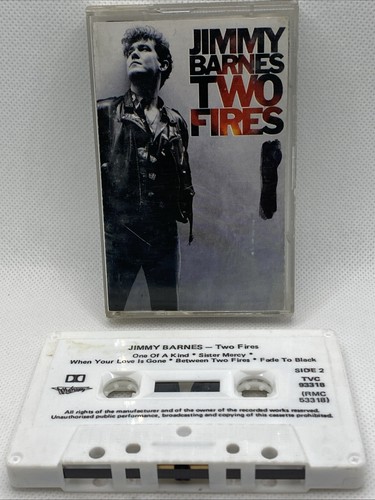 JIMMY
BARNES
TWO
FIRES
JIMMY BARNES — Two Fires
One Of A Kind * Sister Mercy *
When Your Love Is Gone * Between Two Fires * Fade To Black
SIDE 2
TVC
93318
(RMC
53318)
All rights of the manufacturer and of the owner of the recorded works reserved.
Unauthorised public performance, broadcasting and copying of this cassette prohibited.